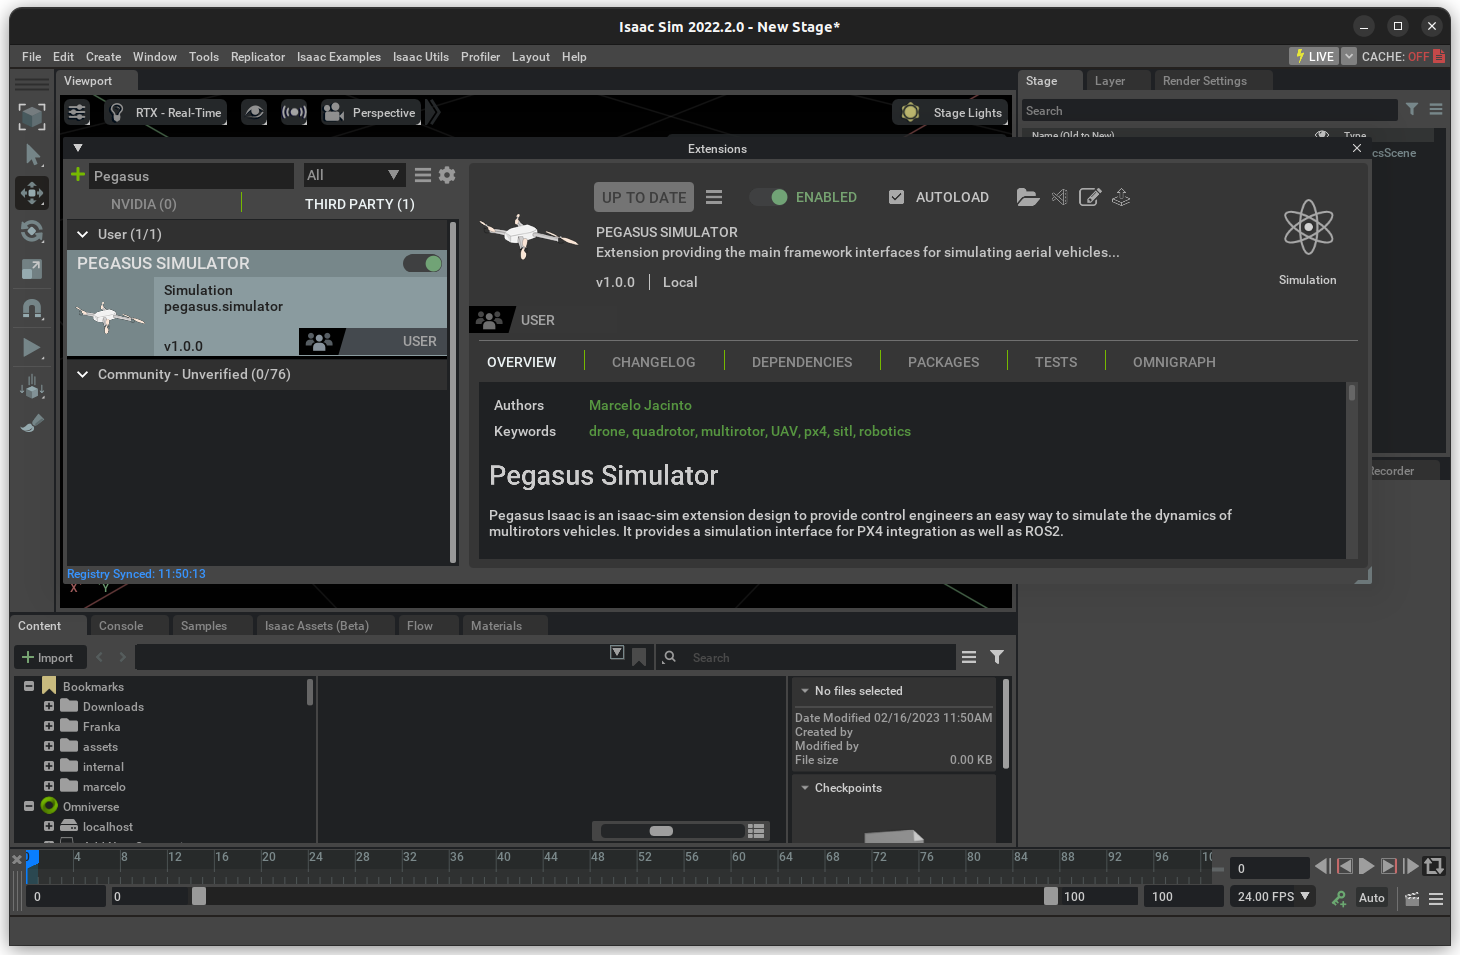 Isaac Sim 2022.2.0 - New Stage*
File Edit Create Window Tools Replicator Isaac Examples Isaac Utils Profiler Layout Help
LIVE CACHE: OFF
Viewport
Stage Layer Render Settings
RTX - Real-Time Perspective Stage Lights
Search
Name (Old to New) Type
Extensions
csScene
Pegasus All
NVIDIA (0) THIRD PARTY (1)
User (1/1)
PEGASUS SIMULATOR
Simulation
pegasus.simulator
v1.0.0 USER
Community - Unverified (0/76)
Registry Synced: 11:50:13
UP TO DATE ENABLED AUTOLOAD
PEGASUS SIMULATOR
Extension providing the main framework interfaces for simulating aerial vehicles...
v1.0.0 Local
Simulation
USER
OVERVIEW CHANGELOG DEPENDENCIES PACKAGES TESTS OMNIGRAPH
Authors Marcelo Jacinto
Keywords drone, quadrotor, multirotor, UAV, px4, sitl, robotics
Pegasus Simulator
Pegasus Isaac is an isaac-sim extension design to provide control engineers an easy way to simulate the dynamics of
multirotors vehicles. It provides a simulation interface for PX4 integration as well as ROS2.
Recorder
X Y
Content Console Samples Isaac Assets (Beta) Flow Materials
Import Search
Bookmarks
Downloads
Franka
assets
internal
marcelo
Omniverse
localhost
No files selected
Date Modified 02/16/2023 11:50AM
Created by
Modified by
File size 0.00 KB
Checkpoints
0 4 8 12 16 20 24 28 32 36 40 44 48 52 56 60 64 68 72 76 80 84 88 92 96
0
0 0 100 100 24.00 FPS Auto